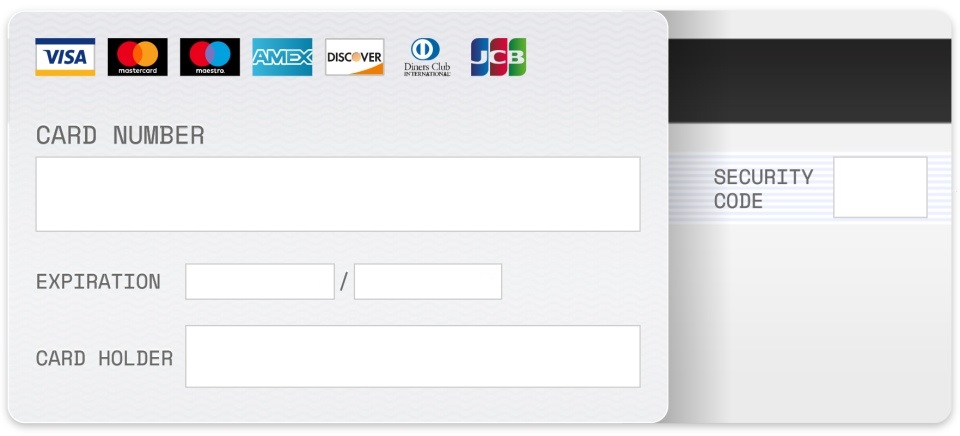 VISA
mastercard
maestro
AMEX
DISCOVER
Diners Club
INTERNATIONAL
JCB
CARD NUMBER
SECURITY
CODE
EXPIRATION
/
CARD HOLDER